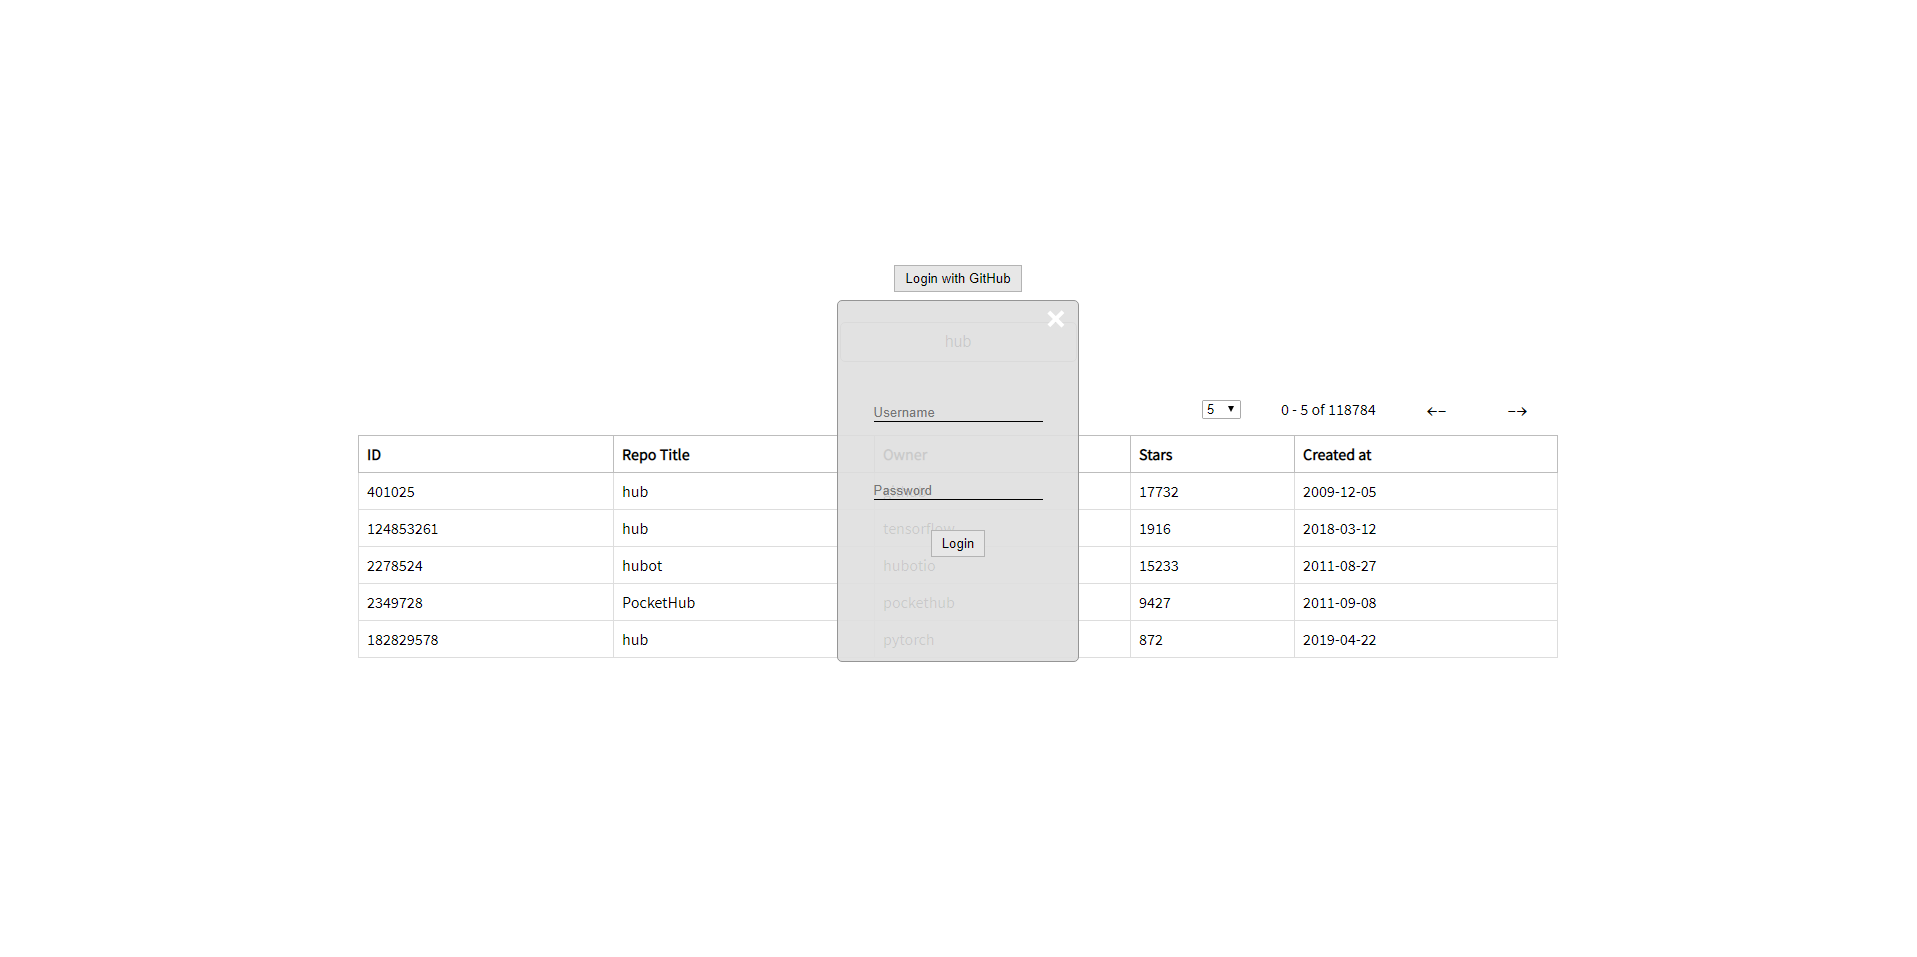 Login with GitHub
hub
Username
5 0 - 5 of 118784 ←- -→
ID Repo Title Owner Stars Created at
Password
401025 hub 17732 2009-12-05
124853261 hub tensorflow 1916 2018-03-12
Login
2278524 hubot hubotio 15233 2011-08-27
2349728 PocketHub pockethub 9427 2011-09-08
182829578 hub pytorch 872 2019-04-22